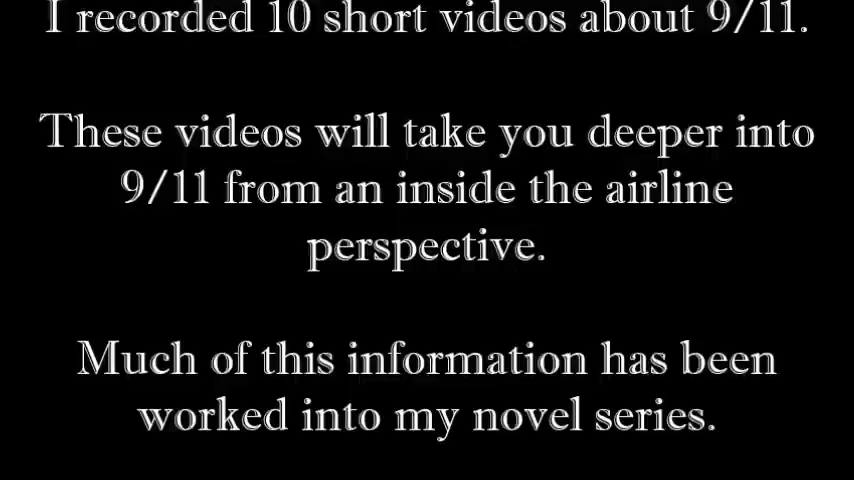 I recorded 10 short videos about 9/11.
These videos will take you deeper into
9/11 from an inside the airline
perspective.
Much of this information has been
worked into my novel series.